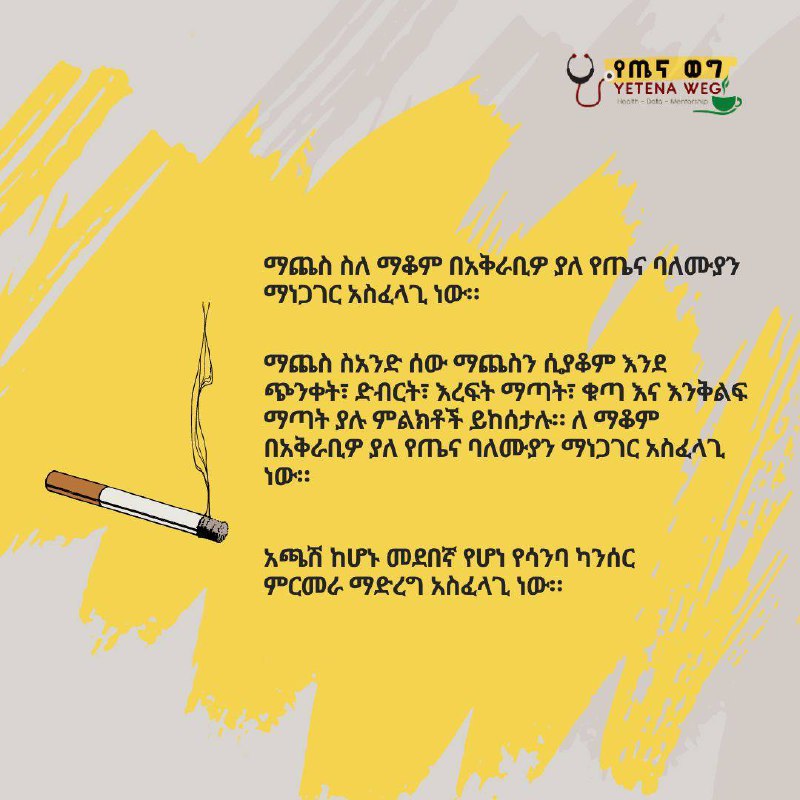 የጤና ወግ
YETENA WEG
Health - Data - Mentorship
ማጨስ ስለ ማቆም በአቅራቢዎ ያለ የጤና ባለሙያን
ማነጋገር አስፈላጊ ነው።
ማጨስ ስአንድ ሰው ማጨስን ሲያቆም እንደ
ጭንቀት፣ ድብርት፣ እረፍት ማጣት፣ ቁጣ እና እንቅልፍ
ማጣት ያሉ ምልክቶች ይከሰታሉ። ለ ማቆም
በአቅራቢዎ ያለ የጤና ባለሙያን ማነጋገር አስፈላጊ
ነው።
አጫሽ ከሆኑ መደበኛ የሆነ የሳንባ ካንሰር
ምርመራ ማድረግ አስፈላጊ ነው።